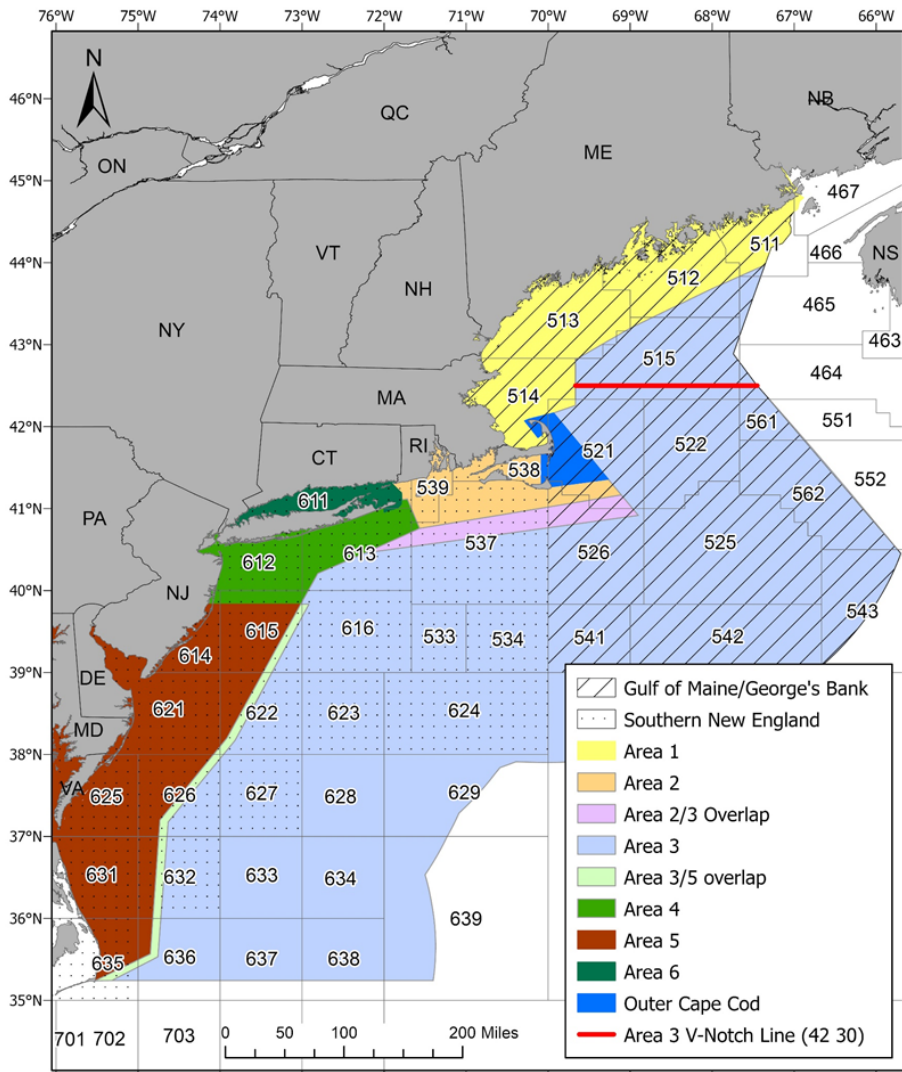 76°W 75°W 74°W 73°W 72°W 71°W 70°W 69°W 68°W 67°W 66°W
N
46°N
45°N
44°N
43°N
42°N
41°N
40°N
39°N
38°N
37°N
36°N
35°N
QC
NB
ON
ME
467
VT
511
466
NS
NH
512
465
NY
513
463
515
464
MA
514
551
561
CT
RI
521
522
538
552
539
562
611
PA
537
526
525
612
613
NJ
543
615
616
533
534
541
542
614
DE
621
622
623
624
MD
VA
625
626
627
628
629
631
632
633
634
639
635
636
637
638
701 702
703
0 50 100 200 Miles
Gulf of Maine/George's Bank
Southern New England
Area 1
Area 2
Area 2/3 Overlap
Area 3
Area 3/5 overlap
Area 4
Area 5
Area 6
Outer Cape Cod
Area 3 V-Notch Line (42 30)